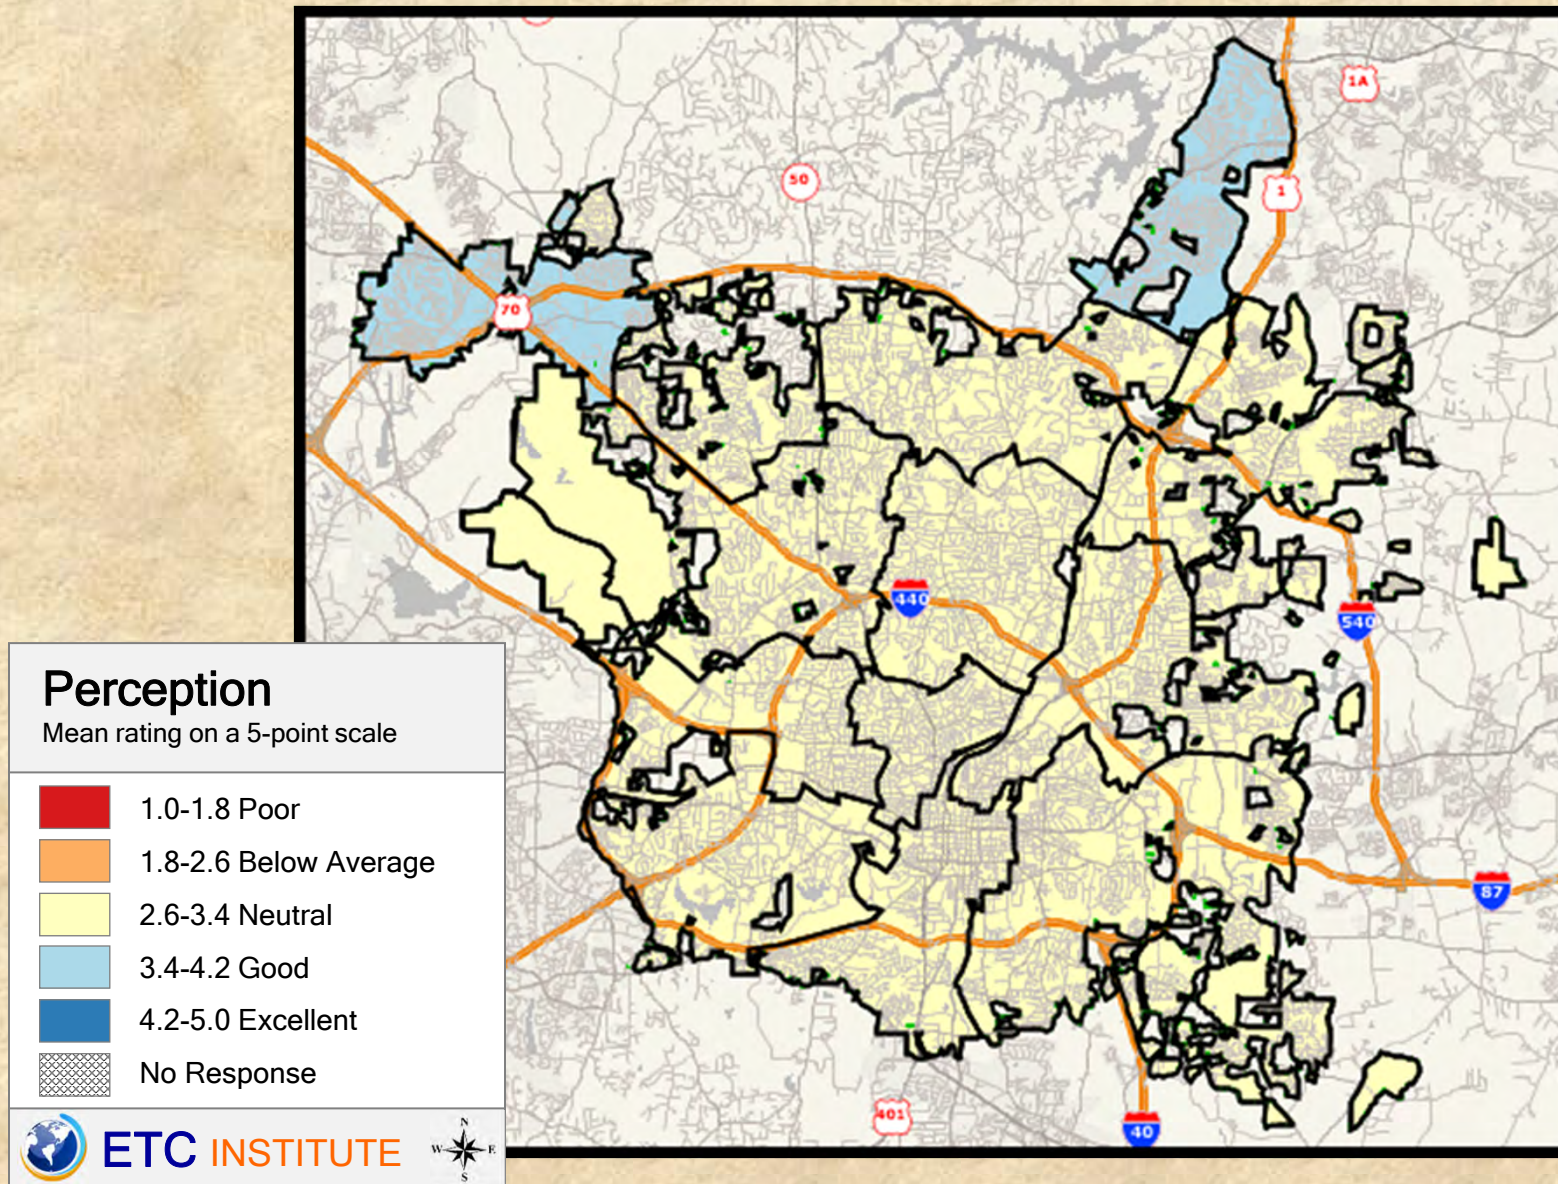 1A
50
1
70
440
540
87
401
40
Perception
Mean rating on a 5-point scale
1.0-1.8 Poor
1.8-2.6 Below Average
2.6-3.4 Neutral
3.4-4.2 Good
4.2-5.0 Excellent
No Response
ETC INSTITUTE
N
W E
S